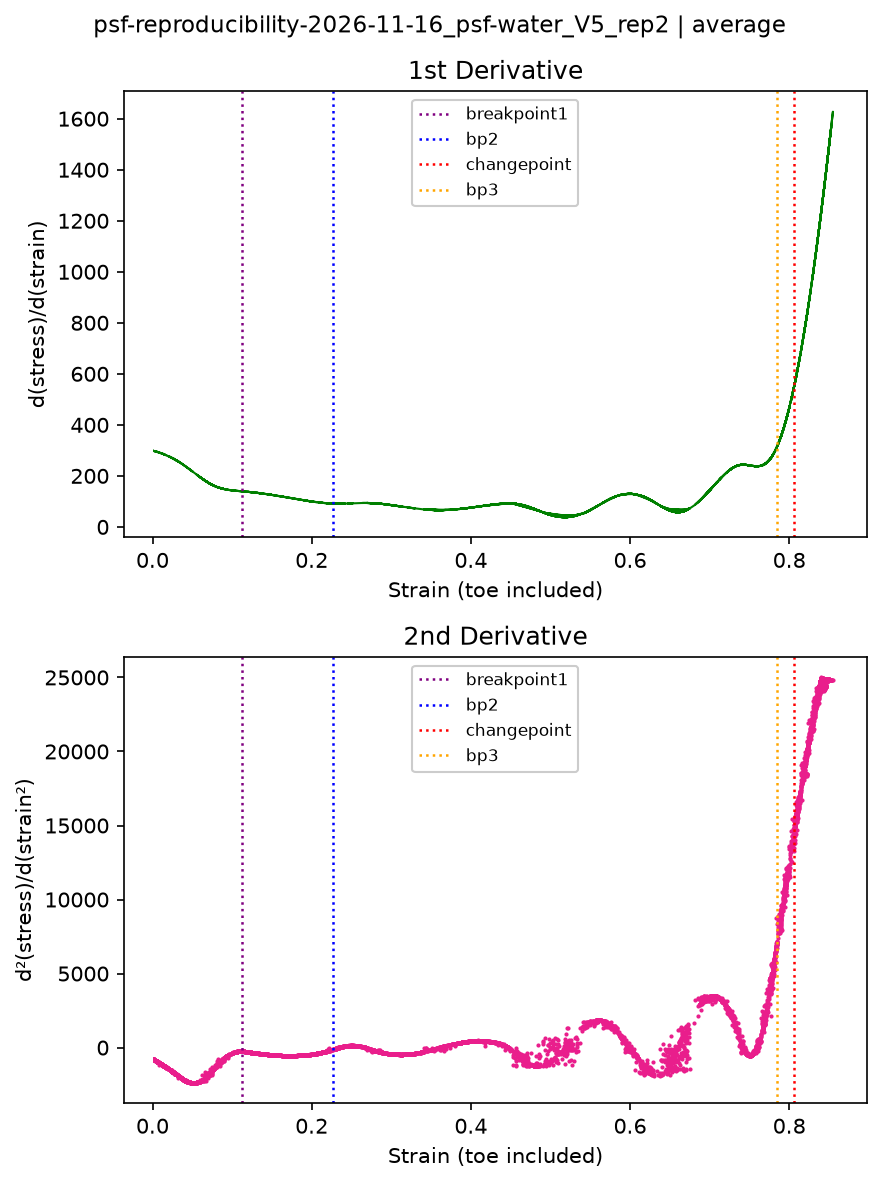 psf-reproducibility-2026-11-16_psf-water_V5_rep2 | average
1st Derivative
breakpoint1
bp2
changepoint
bp3
1600
1400
1200
1000
800
600
400
200
0
d(stress)/d(strain)
0.0 0.2 0.4 0.6 0.8
Strain (toe included)
2nd Derivative
breakpoint1
bp2
changepoint
bp3
25000
20000
15000
10000
5000
0
d²(stress)/d(strain²)
0.0 0.2 0.4 0.6 0.8
Strain (toe included)